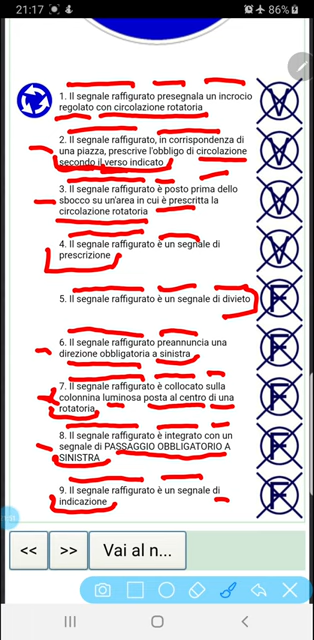 21:17
86%
1. Il segnale raffigurato presegnala un incrocio
regolato con circolazione rotatoria
V
2. Il segnale raffigurato, in corrispondenza di
una piazza, prescrive l'obbligo di circolazione
secondo il verso indicato
V
3. Il segnale raffigurato è posto prima dello
sbocco su un'area in cui è prescritta la
circolazione rotatoria
V
4. Il segnale raffigurato è un segnale di
prescrizione
V
5. Il segnale raffigurato è un segnale di divieto
F
6. Il segnale raffigurato preannuncia una
direzione obbligatoria a sinistra
F
7. Il segnale raffigurato è collocato sulla
colonnina luminosa posta al centro di una
rotatoria
F
8. Il segnale raffigurato è integrato con un
segnale di PASSAGGIO OBBLIGATORIO A
SINISTRA
F
9. Il segnale raffigurato è un segnale di
indicazione
F
<< >> Vai al n...